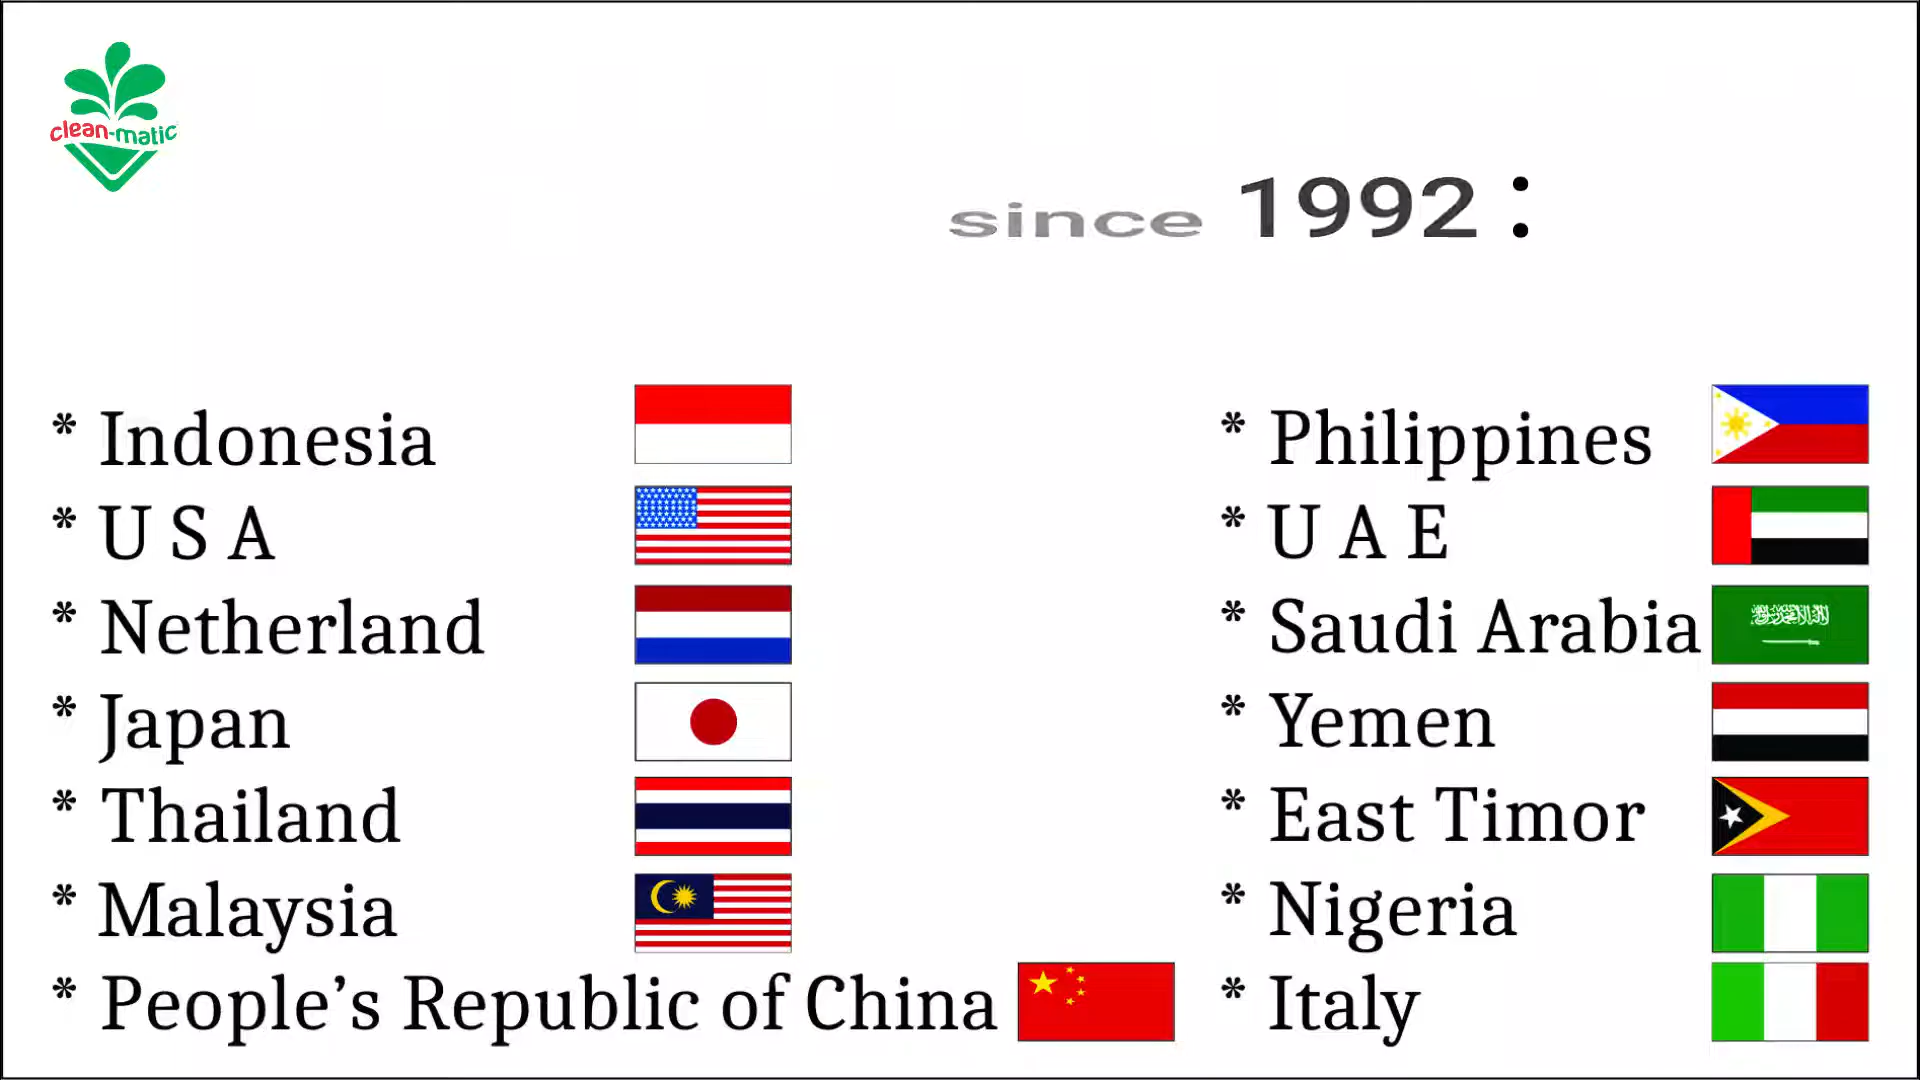 clean-matic
since 1992 :
* Indonesia
* U S A
* Netherland
* Japan
* Thailand
* Malaysia
* People’s Republic of China
* Philippines
* U A E
* Saudi Arabia
* Yemen
* East Timor
* Nigeria
* Italy